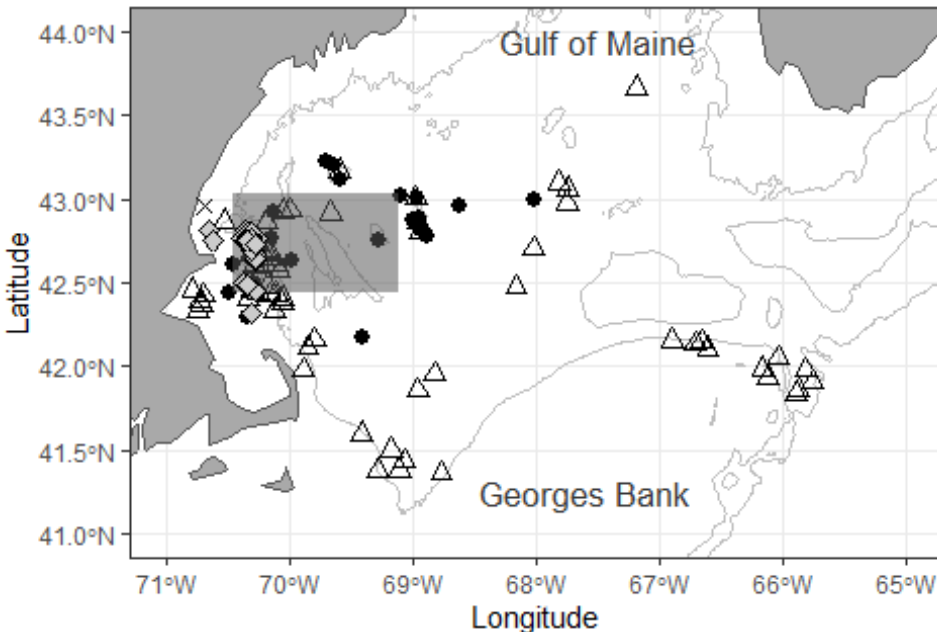 Gulf of Maine
Georges Bank
Latitude
44.0°N
43.5°N
43.0°N
42.5°N
42.0°N
41.5°N
41.0°N
71°W 70°W 69°W 68°W 67°W 66°W 65°W
Longitude